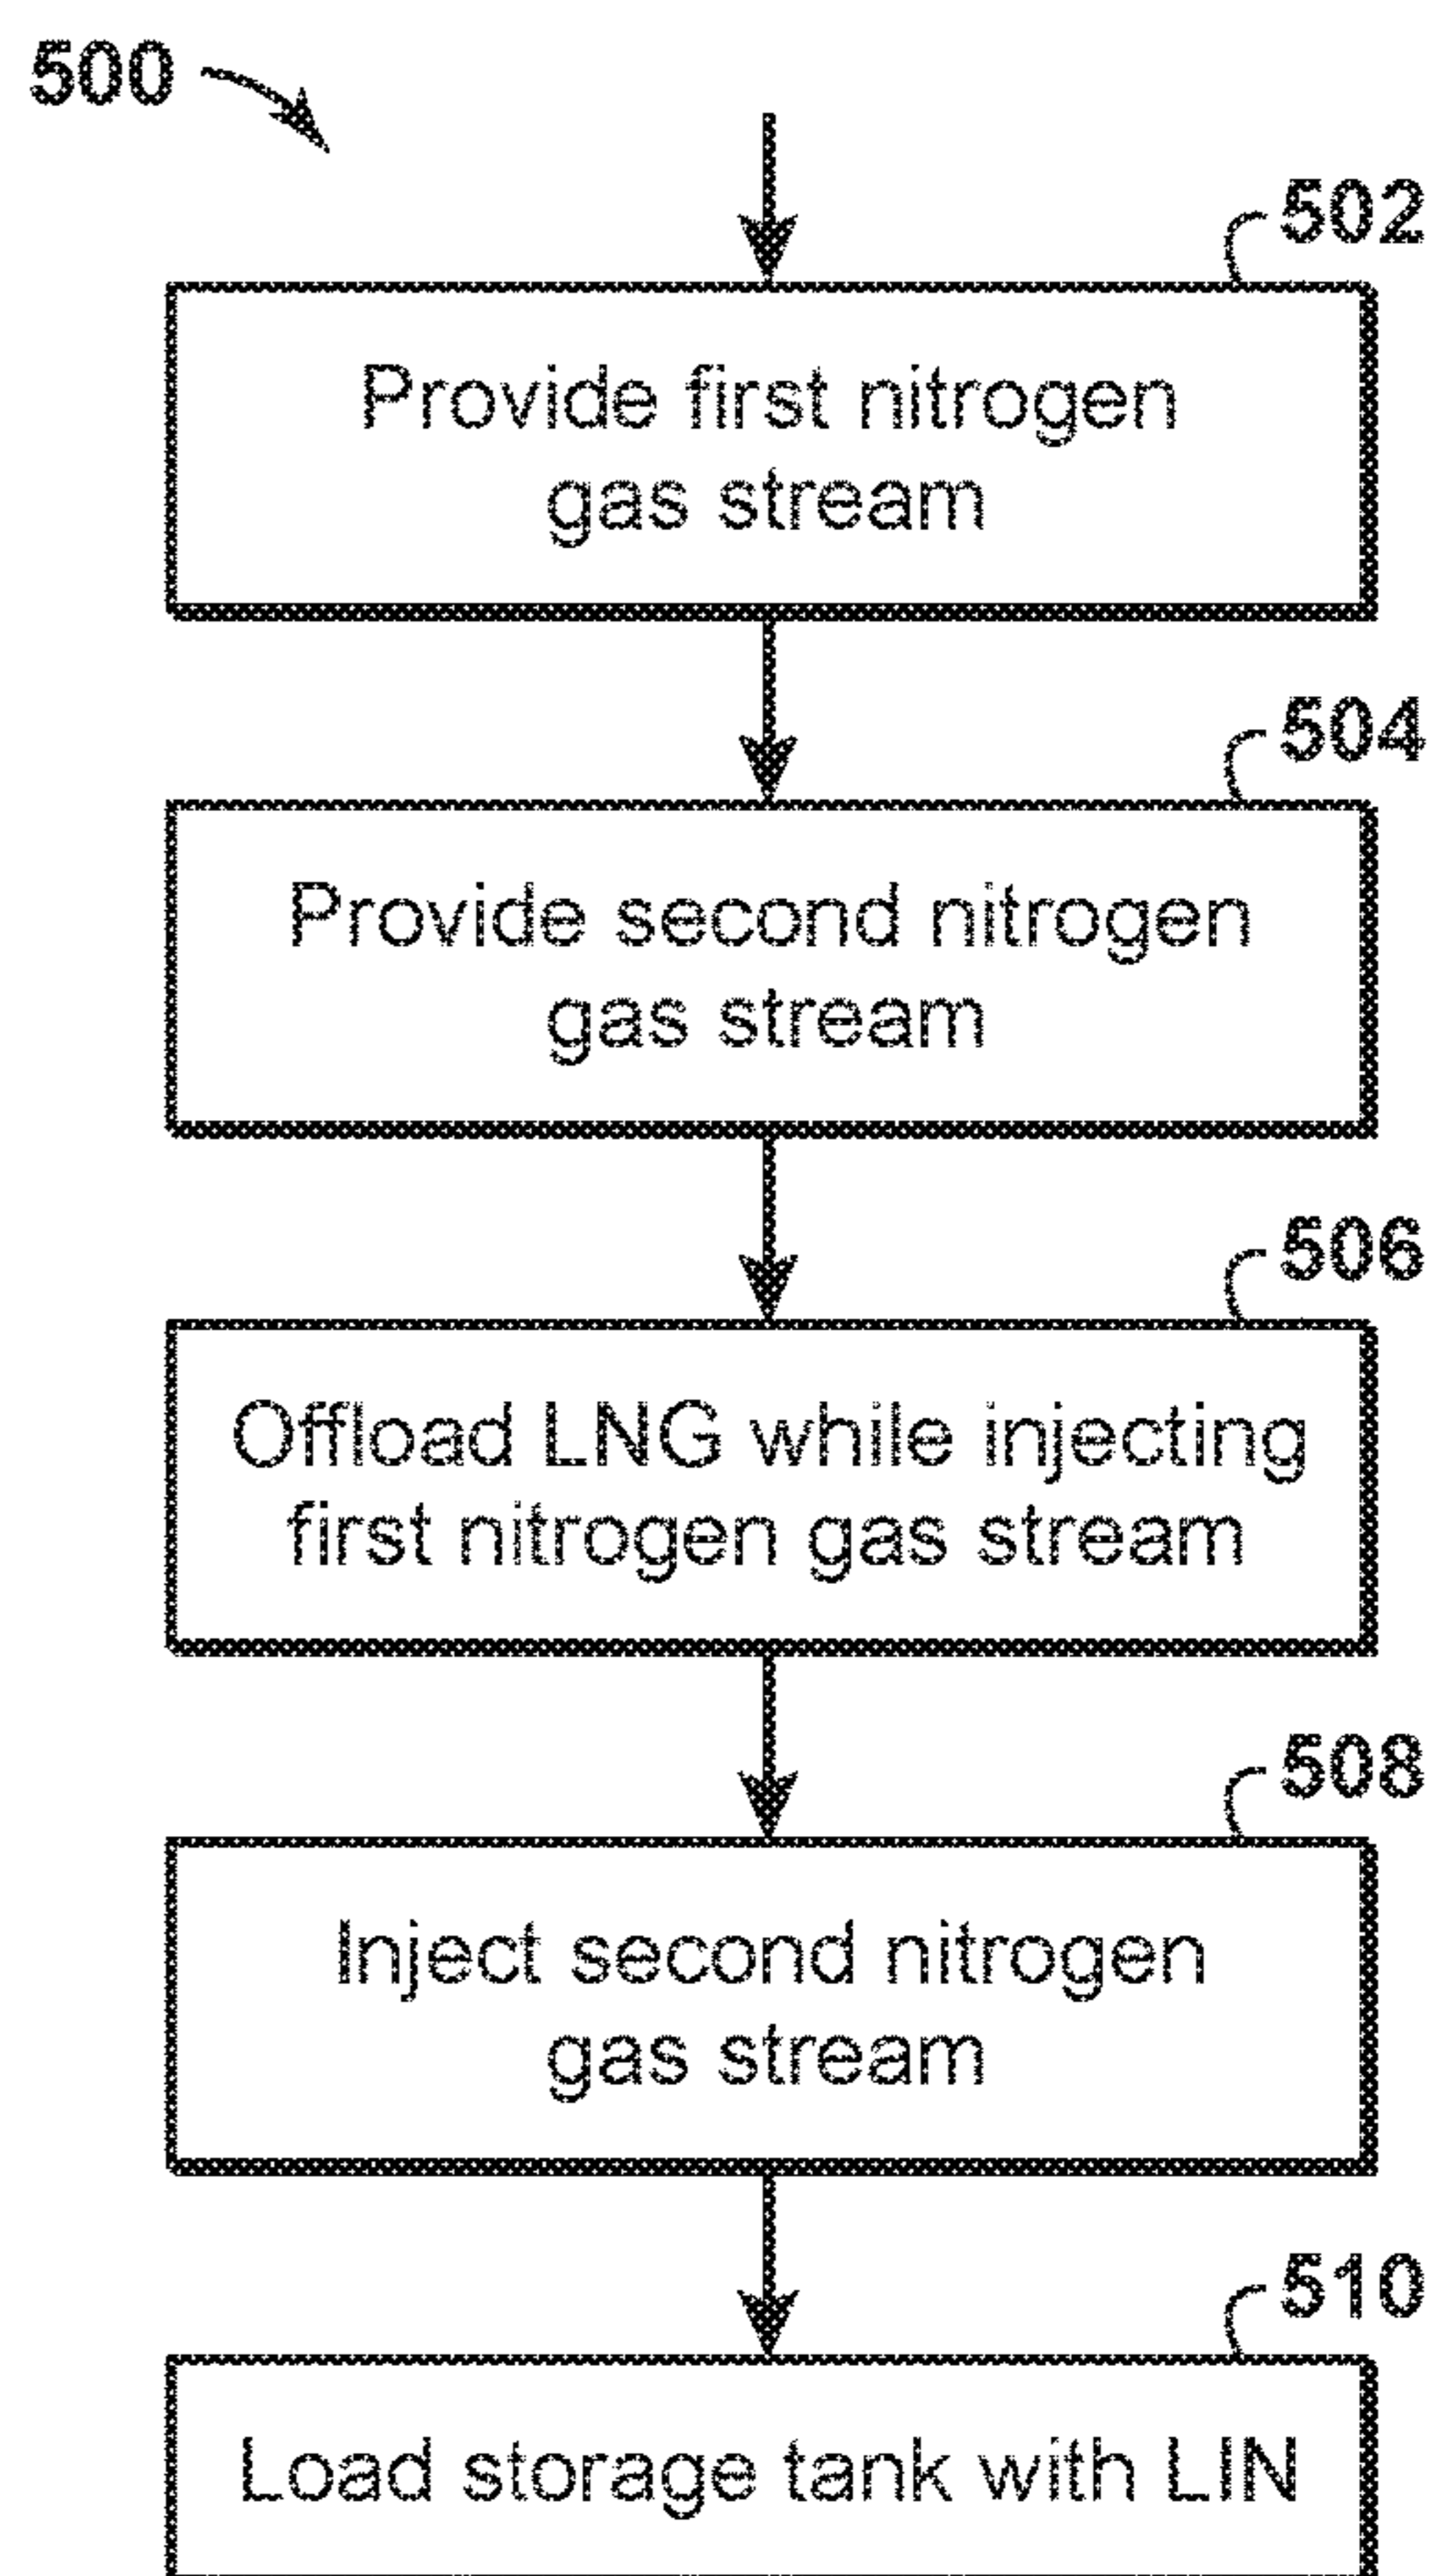 500
502
Provide first nitrogen
gas stream
504
Provide second nitrogen
gas stream
506
Offload LNG while injecting
first nitrogen gas stream
508
Inject second nitrogen
gas stream
510
Load storage tank with LIN